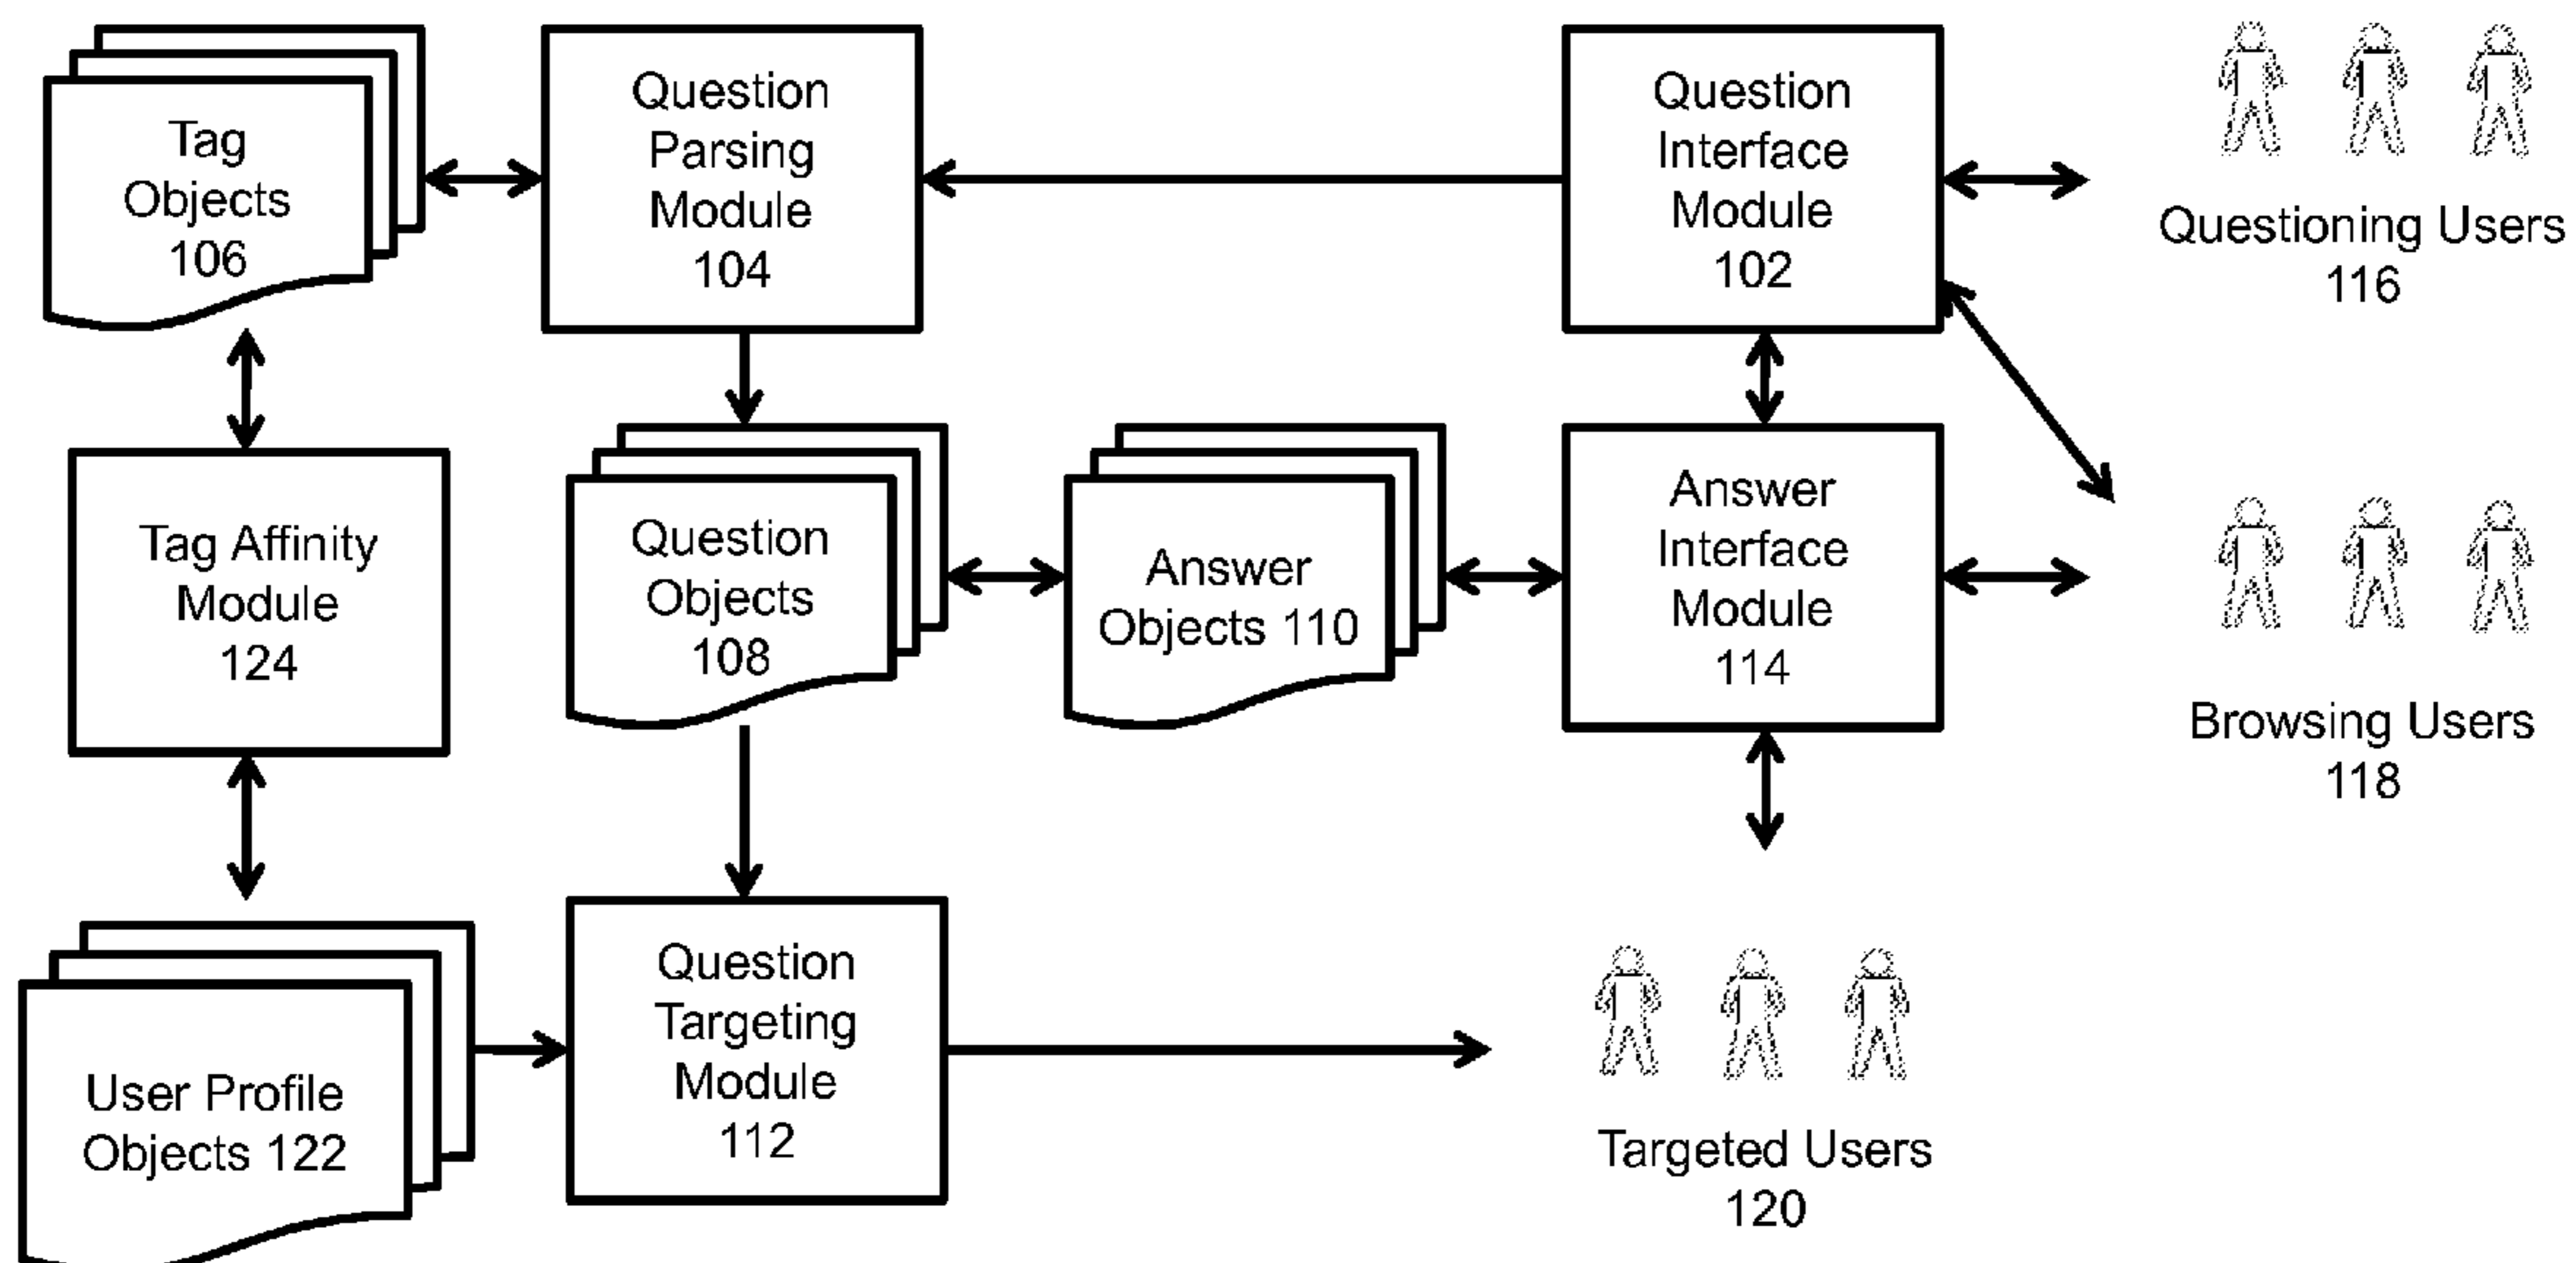 Tag
Objects
106
Question
Parsing
Module
104
Question
Interface
Module
102
Questioning Users
116
Tag Affinity
Module
124
Question
Objects
108
Answer
Objects 110
Answer
Interface
Module
114
Browsing Users
118
User Profile
Objects 122
Question
Targeting
Module
112
Targeted Users
120